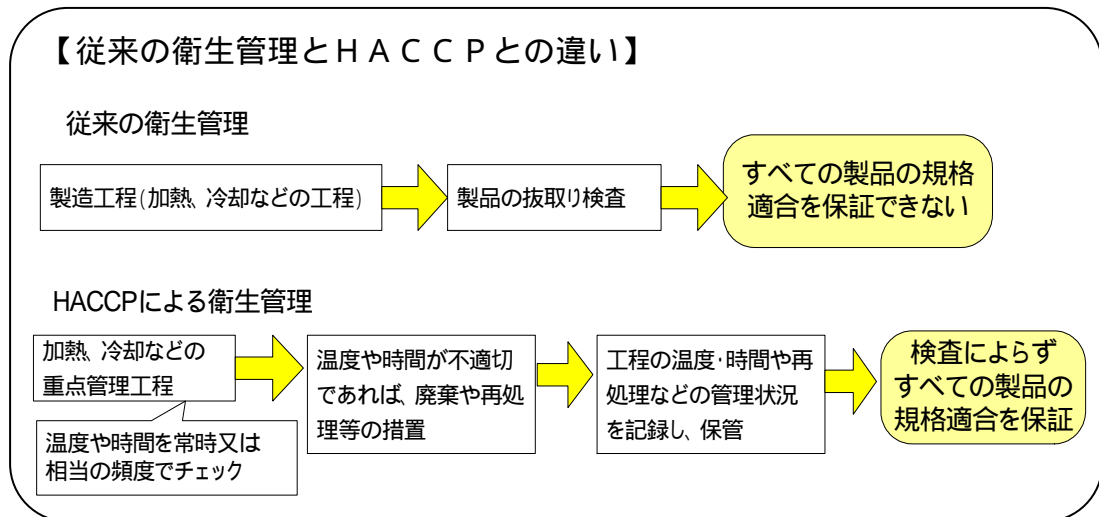 【従来の衛生管理とＨＡＣＣＰとの違い】
従来の衛生管理
製造工程(加熱、冷却などの工程)
製品の抜取り検査
すべての製品の規格
適合を保証できない
HACCPによる衛生管理
加熱、冷却などの
重点管理工程
温度や時間を常時又は
相当の頻度でチェック
温度や時間が不適切
であれば、廃棄や再処
理等の措置
工程の温度・時間や再
処理などの管理状況
を記録し、保管
検査によらず
すべての製品の
規格適合を保証